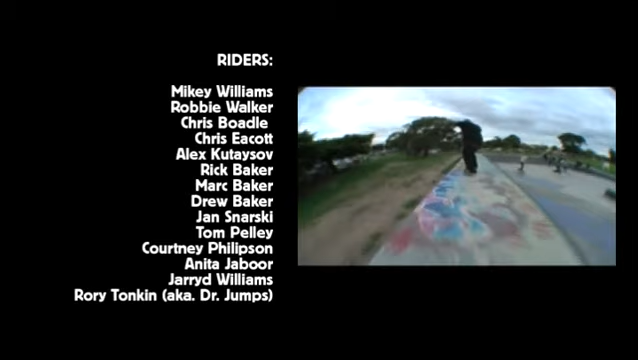 RIDERS:
Mikey Williams
Robbie Walker
Chris Boadle
Chris Eacott
Alex Kutaysov
Rick Baker
Marc Baker
Drew Baker
Jan Snarski
Tom Pelley
Courtney Philipson
Anita Jaboor
Jarryd Williams
Rory Tonkin (aka. Dr. Jumps)